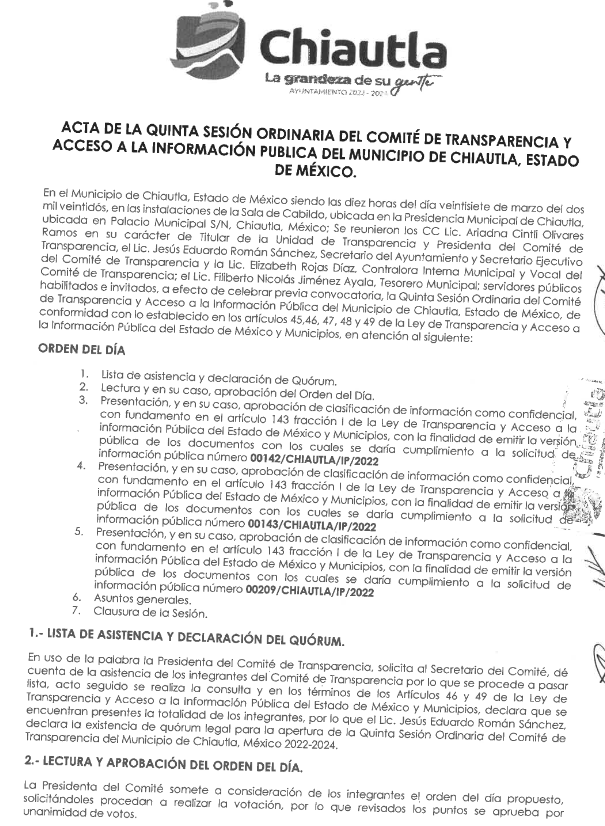 Chiautla
La grandeza de su gente
AYUNTAMIENTO 2022 - 2024
ACTA DE LA QUINTA SESIÓN ORDINARIA DEL COMITÉ DE TRANSPARENCIA Y
ACCESO A LA INFORMACIÓN PUBLICA DEL MUNICIPIO DE CHIAUTLA, ESTADO
DE MÉXICO.
En el Municipio de Chiautla, Estado de México siendo las diez horas del día veintisiete de marzo del dos
mil veintidós, en las instalaciones de la Sala de Cabildo, ubicada en la Presidencia Municipal de Chiautla,
ubicada en Palacio Municipal S/N, Chiautla, México; Se reunieron los CC Lic. Ariadna Cintli Olivares
Ramos en su carácter de Titular de la Unidad de Transparencia y Presidenta del Comité de
Transparencia, el Lic. Jesús Eduardo Román Sánchez, Secretario del Ayuntamiento y Secretario Ejecutivo
del Comité de Transparencia y la Lic. Elizabeth Rojas Díaz, Contralora Interna Municipal y Vocal del
Comité de Transparencia; el Lic. Filiberto Nicolás Jiménez Ayala, Tesorero Municipal; servidores públicos
habilitados e invitados, a efecto de celebrar previa convocatoria, la Quinta Sesión Ordinaria del Comité
de Transparencia y Acceso a la Información Pública del Municipio de Chiautla, Estado de México, de
conformidad con lo establecido en los artículos 45,46, 47, 48 y 49 de la Ley de Transparencia y Acceso a
la Información Pública del Estado de México y Municipios, en atención al siguiente:
ORDEN DEL DÍA
1. Lista de asistencia y declaración de Quórum.
2. Lectura y en su caso, aprobación del Orden del Día.
3. Presentación, y en su caso, aprobación de clasificación de información como confidencial,
con fundamento en el artículo 143 fracción I de la Ley de Transparencia y Acceso a la
información Pública del Estado de México y Municipios, con la finalidad de emitir la versión
pública de los documentos con los cuales se daría cumplimiento a la solicitud de
información pública número 00142/CHIAUTLA/IP/2022
4. Presentación, y en su caso, aprobación de clasificación de información como confidencial,
con fundamento en el artículo 143 fracción I de la Ley de Transparencia y Acceso a la
información Pública del Estado de México y Municipios, con la finalidad de emitir la versión
pública de los documentos con los cuales se daría cumplimiento a la solicitud de
información pública número 00143/CHIAUTLA/IP/2022
5. Presentación, y en su caso, aprobación de clasificación de información como confidencial,
con fundamento en el artículo 143 fracción I de la Ley de Transparencia y Acceso a la
información Pública del Estado de México y Municipios, con la finalidad de emitir la versión
pública de los documentos con los cuales se daría cumplimiento a la solicitud de
información pública número 00209/CHIAUTLA/IP/2022
6. Asuntos generales.
7. Clausura de la Sesión.
Chiautla
1.- LISTA DE ASISTENCIA Y DECLARACIÓN DEL QUÓRUM.
En uso de la palabra la Presidenta del Comité de Transparencia, solicita al Secretario del Comité, dé
cuenta de la asistencia de los integrantes del Comité de Transparencia por lo que se procede a pasar
lista, acto seguido se realiza la consulta y en los términos de los Artículos 46 y 49 de la Ley de
Transparencia y Acceso a la Información Pública del Estado de México y Municipios, declara que se
encuentran presentes la totalidad de los integrantes, por lo que el Lic. Jesús Eduardo Román Sánchez,
declara la existencia de quórum legal para la apertura de la Quinta Sesión Ordinaria del Comité de
Transparencia del Municipio de Chiautla, México 2022-2024.
2.- LECTURA Y APROBACIÓN DEL ORDEN DEL DÍA.
La Presidenta del Comité somete a consideración de los integrantes el orden del día propuesto,
solicitándoles procedan a realizar la votación, por lo que revisados los puntos se aprueba por
unanimidad de votos.